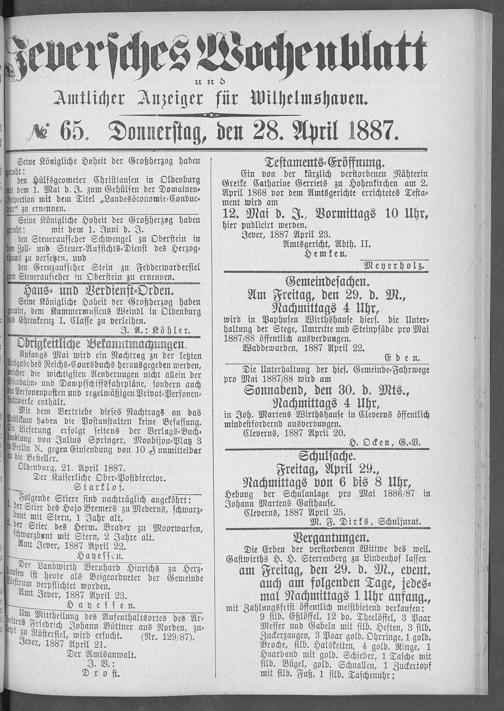 Jeversches Wochenblatt
und
Amtlicher Anzeiger für Wilhelmshaven.
№ 65. Donnerstag, den 28. April 1887.
Seine Königliche Hoheit der Großherzog haben
geruht:
den Hülfsgeometer Christiansen in Oldenburg
mit dem 1. Mai d. J. zum Gehülfen der Domainen-
Inspection mit dem Titel „Landesöconomie-Conduc-
teur“ zu ernennen.
Seine Königliche Hoheit der Großherzog haben
geruht: mit dem 1. Juni d. J.
den Steueraufseher Schwengel zu Oberstein in
den Zoll- und Steuer-Aufsichts-Dienst des Herzog-
thums zu versetzen, und
den Grenzaufseher Stein zu Fedderwardersiel
zum Steueraufseher in Oberstein zu ernennen.
Haus- und Verdienst-Orden.
Seine Königliche Hoheit der Großherzog haben
geruht, dem Kammermusicus Weindl in Oldenburg
das Ehrenkreuz I. Classe zu verleihen.
J. A.: Köhler.
Obrigkeitliche Bekanntmachungen.
Anfangs Mai wird ein Nachtrag zu der letzten
Ausgabe des Reichs-Coursbuchs herausgegeben werden,
welcher die wichtigsten Aenderungen nicht allein der
Eisenbahn- und Dampfschiffsfahrpläne, sondern auch
der Personenposten und regelmäßigen Privat-Personen-
fuhrwerke enthält.
Mit dem Vertriebe dieses Nachtrags an das
Publikum haben die Postanstalten keine Befassung.
Die Lieferung erfolgt seitens der Verlags-Buch-
handlung von Julius Springer, Monbijou-Platz 3
in Berlin N. gegen Einsendung von 10 Pf. unmittelbar
an die Besteller.
Oldenburg, 21. April 1887.
Der Kaiserliche Ober-Postdirector.
Starklof.
Folgende Stiere sind nachträglich angekört:
1. der Stier des Hajo Bremers zu Mederns, schwarz-
bunt mit Stern, 1 Jahr alt,
2. der Stier des Herm. Brader zu Moorwarfen,
schwarzbunt mit Stern, 2 Jahre alt.
Amt Jever, 1887 April 22.
Hayessen.
Der Landwirth Bernhard Hinrichs zu Herz-
hausen ist heute als Beigeordneter der Gemeinde
Westrum verpflichtet worden.
Amt Jever, 1887 April 23.
Hayessen.
Um Mittheilung des Aufenthaltsortes des Ar-
beiters Friedrich Johann Büttner aus Norden, zu-
letzt zu Rüstersiel, wird ersucht. (Nr. 129/87).
Jever, 1887 April 21.
Der Amtsanwalt.
J. V.:
Drost.
Testaments-Eröffnung.
Ein von der kürzlich verstorbenen Nähterin
Gretke Catharine Gerriets zu Hohenkirchen am 2.
April 1868 vor dem Amtsgerichte errichtetes Testa-
ment wird am
12. Mai d. J., Vormittags 10 Uhr,
hier publicirt werden.
Jever, 1887 April 23.
Amtsgericht, Abth. II.
Hemken.
Meyerholz.
Gemeindesachen.
Am Freitag, den 29. d. M.,
Nachmittags 4 Uhr,
wird in Paphusen Wirthshause hiers. die Unter-
haltung der Stege, Umtritte und Steinpfäde pro Mai
1887/88 öffentlich ausverdungen.
Waddewarden, 1887 April 22.
Eden.
Die Unterhaltung der hies. Gemeinde-Fahrwege
pro Mai 1887/88 wird am
Sonnabend, den 30. d. Mts.,
Nachmittags 4 Uhr,
in Joh. Martens Wirthshause in Cleverns öffentlich
mindestfordernd ausverdungen.
Cleverns, 1887 April 20.
H. Ocken, G.-V.
Schulsache.
Freitag, April 29.,
Nachmittags von 6 bis 8 Uhr,
Hebung der Schulanlage pro Mai 1886/87 in
Johann Martens Gasthause.
Cleverns, 1887 April 25.
M. F. Dirks, Schuljurat.
Vergantungen.
Die Erben der verstorbenen Wittwe des weil.
Gastwirths H. H. Sterrenberg zu Lindenhof lassen
am Freitag, den 29. d. M., event.
auch am folgenden Tage, jedes-
mal Nachmittags 1 Uhr anfang.,
mit Zahlungsfrist öffentlich meistbietend verkaufen:
9 silb. Eßlöffel, 12 do. Theelöffel, 3 Paar
Messer und Gabeln mit silb. Heften, 3 silb.
Zuckerzangen, 3 Paar gold. Ohrringe, 1 gold.
Broche, silb. Halsketten, 4 gold. Ringe, 1
Haarband mit gold. Schieber, 1 Tasche mit
silb. Bügel, gold. Schnallen, 1 Zuckertopf
mit silb. Fuß, 1 silb. Taschenuhr;